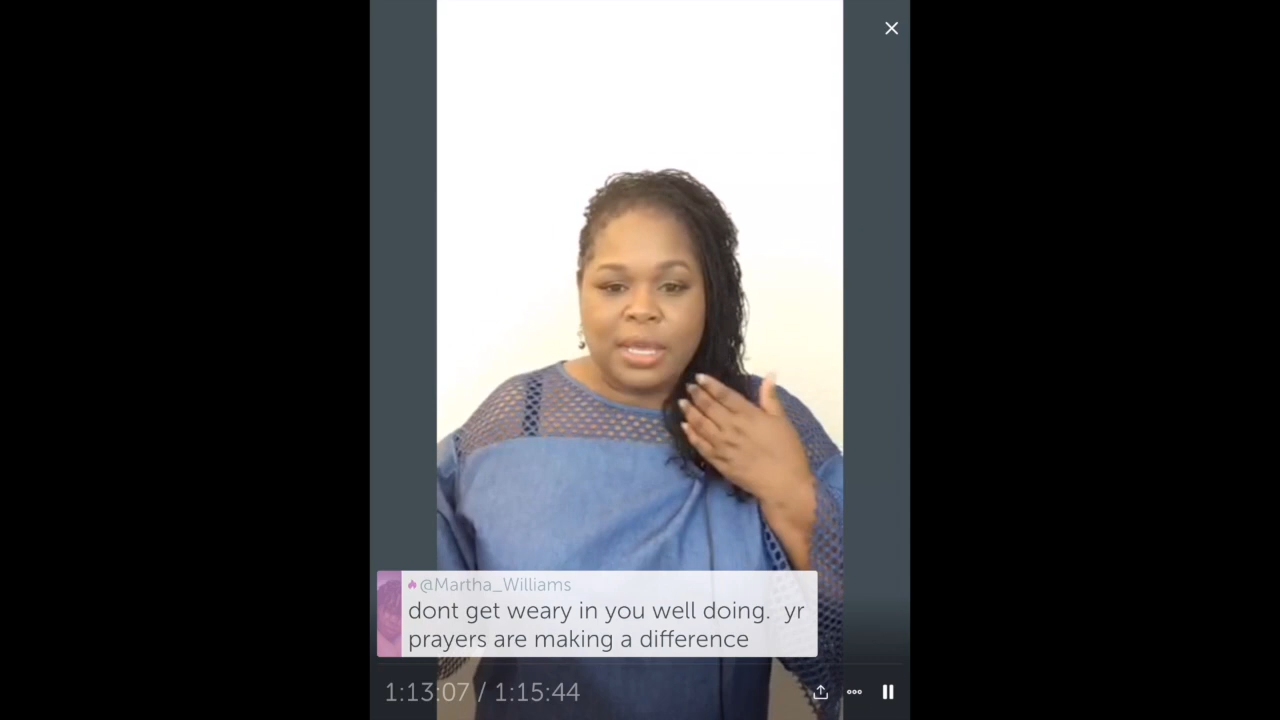 @Martha_Williams
dont get weary in you well doing.  yr
prayers are making a difference
1:13:07 / 1:15:44